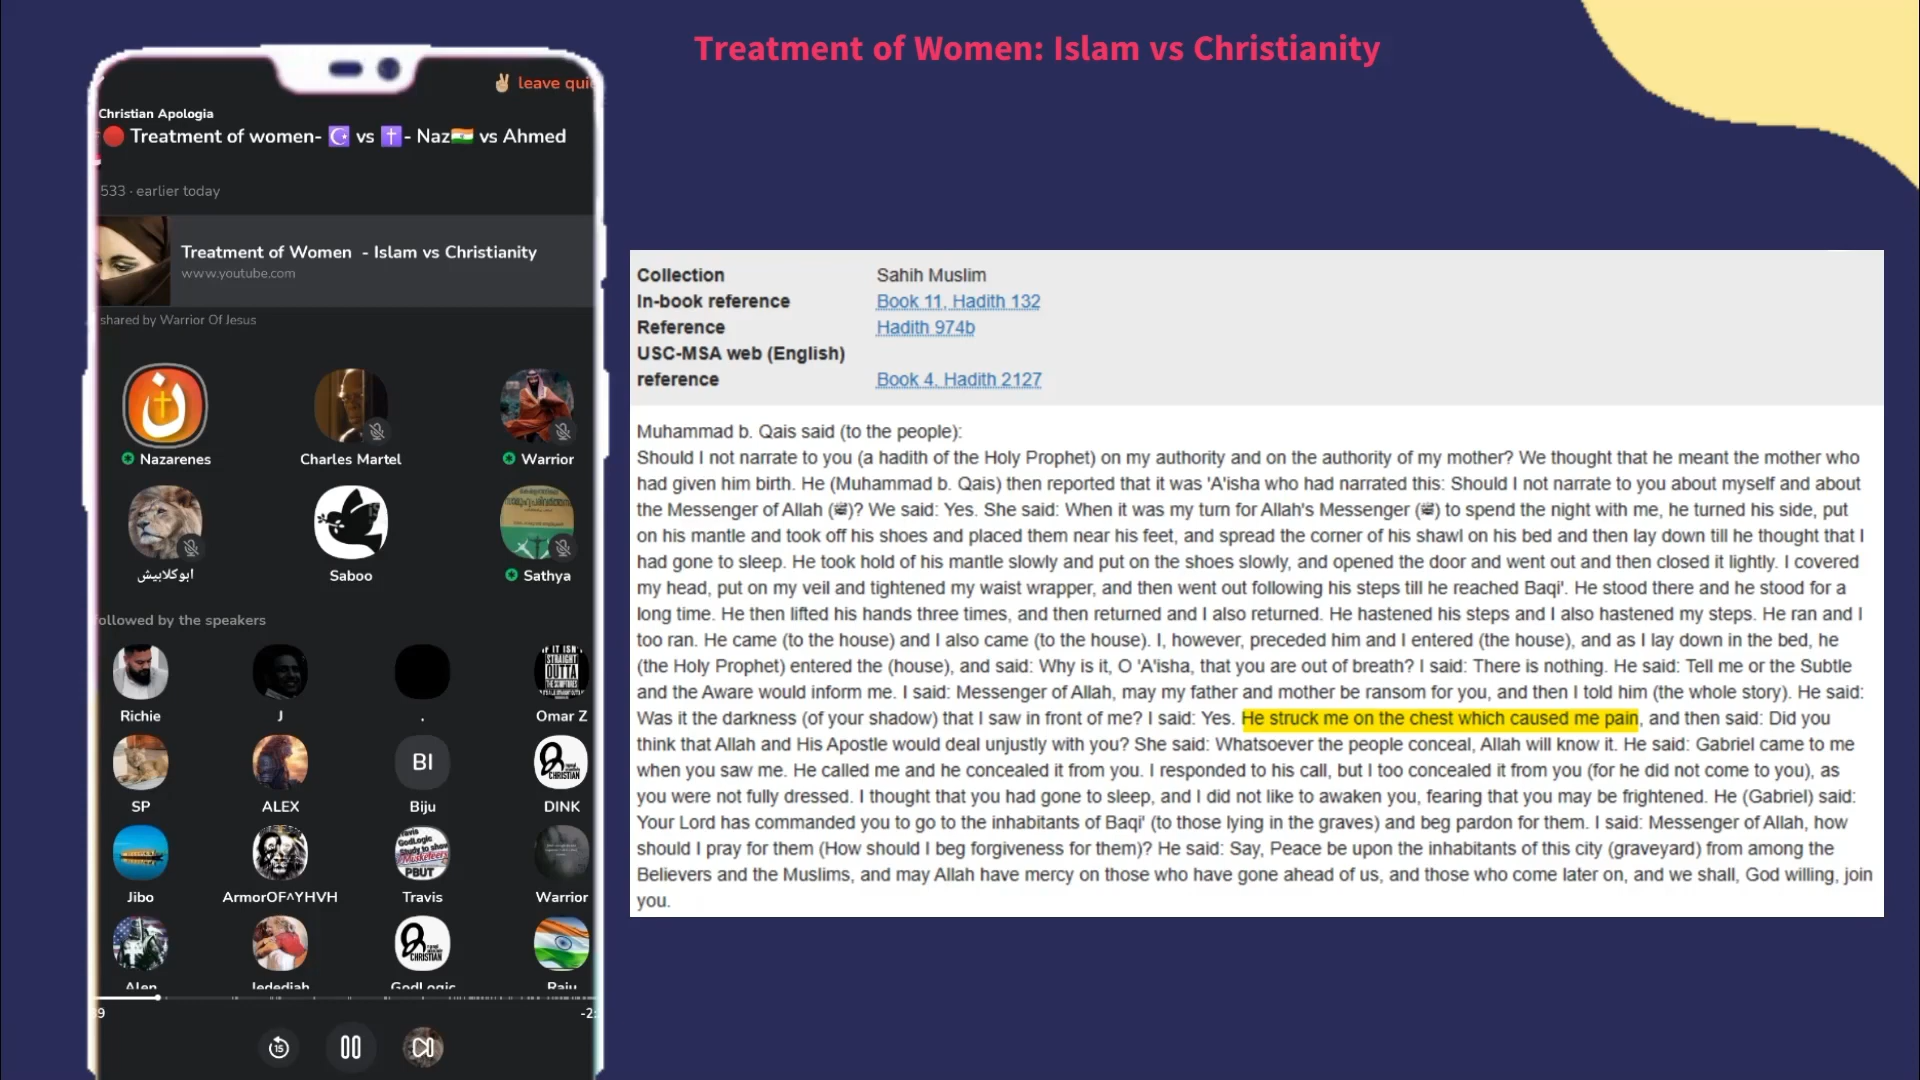 Treatment of Women: Islam vs Christianity
leave qui
Christian Apologia
Treatment of women- ☪ vs ✝- Naz🇮🇳 vs Ahmed
533 · earlier today
Treatment of Women - Islam vs Christianity
www.youtube.com
shared by Warrior Of Jesus
ن
Nazarenes
Charles Martel
Warrior
ابوكلابيش
Saboo
Sathya
ollowed by the speakers
IF IT ISN'
STRAIGHT
OUTTA
Richie
J
.
Omar Z
BI
CHRISTIAN
SP
ALEX
Biju
DINK
Travis
GodLogic
Study to show
Musketeers
PBUT
Jibo
ArmorOF^YHVH
Travis
Warrior
CHRISTIAN
Alen
Jedediah
GodLogic
Raju
39
-2:
15
Collection Sahih Muslim
In-book reference Book 11, Hadith 132
Reference Hadith 974b
USC-MSA web (English)
reference Book 4, Hadith 2127
Muhammad b. Qais said (to the people):
Should I not narrate to you (a hadith of the Holy Prophet) on my authority and on the authority of my mother? We thought that he meant the mother who
had given him birth. He (Muhammad b. Qais) then reported that it was 'A'isha who had narrated this: Should I not narrate to you about myself and about
the Messenger of Allah (ﷺ)? We said: Yes. She said: When it was my turn for Allah's Messenger (ﷺ) to spend the night with me, he turned his side, put
on his mantle and took off his shoes and placed them near his feet, and spread the corner of his shawl on his bed and then lay down till he thought that I
had gone to sleep. He took hold of his mantle slowly and put on the shoes slowly, and opened the door and went out and then closed it lightly. I covered
my head, put on my veil and tightened my waist wrapper, and then went out following his steps till he reached Baqi'. He stood there and he stood for a
long time. He then lifted his hands three times, and then returned and I also returned. He hastened his steps and I also hastened my steps. He ran and I
too ran. He came (to the house) and I also came (to the house). I, however, preceded him and I entered (the house), and as I lay down in the bed, he
(the Holy Prophet) entered the (house), and said: Why is it, O 'A'isha, that you are out of breath? I said: There is nothing. He said: Tell me or the Subtle
and the Aware would inform me. I said: Messenger of Allah, may my father and mother be ransom for you, and then I told him (the whole story). He said:
Was it the darkness (of your shadow) that I saw in front of me? I said: Yes. He struck me on the chest which caused me pain, and then said: Did you
think that Allah and His Apostle would deal unjustly with you? She said: Whatsoever the people conceal, Allah will know it. He said: Gabriel came to me
when you saw me. He called me and he concealed it from you. I responded to his call, but I too concealed it from you (for he did not come to you), as
you were not fully dressed. I thought that you had gone to sleep, and I did not like to awaken you, fearing that you may be frightened. He (Gabriel) said:
Your Lord has commanded you to go to the inhabitants of Baqi' (to those lying in the graves) and beg pardon for them. I said: Messenger of Allah, how
should I pray for them (How should I beg forgiveness for them)? He said: Say, Peace be upon the inhabitants of this city (graveyard) from among the
Believers and the Muslims, and may Allah have mercy on those who have gone ahead of us, and those who come later on, and we shall, God willing, join
you.